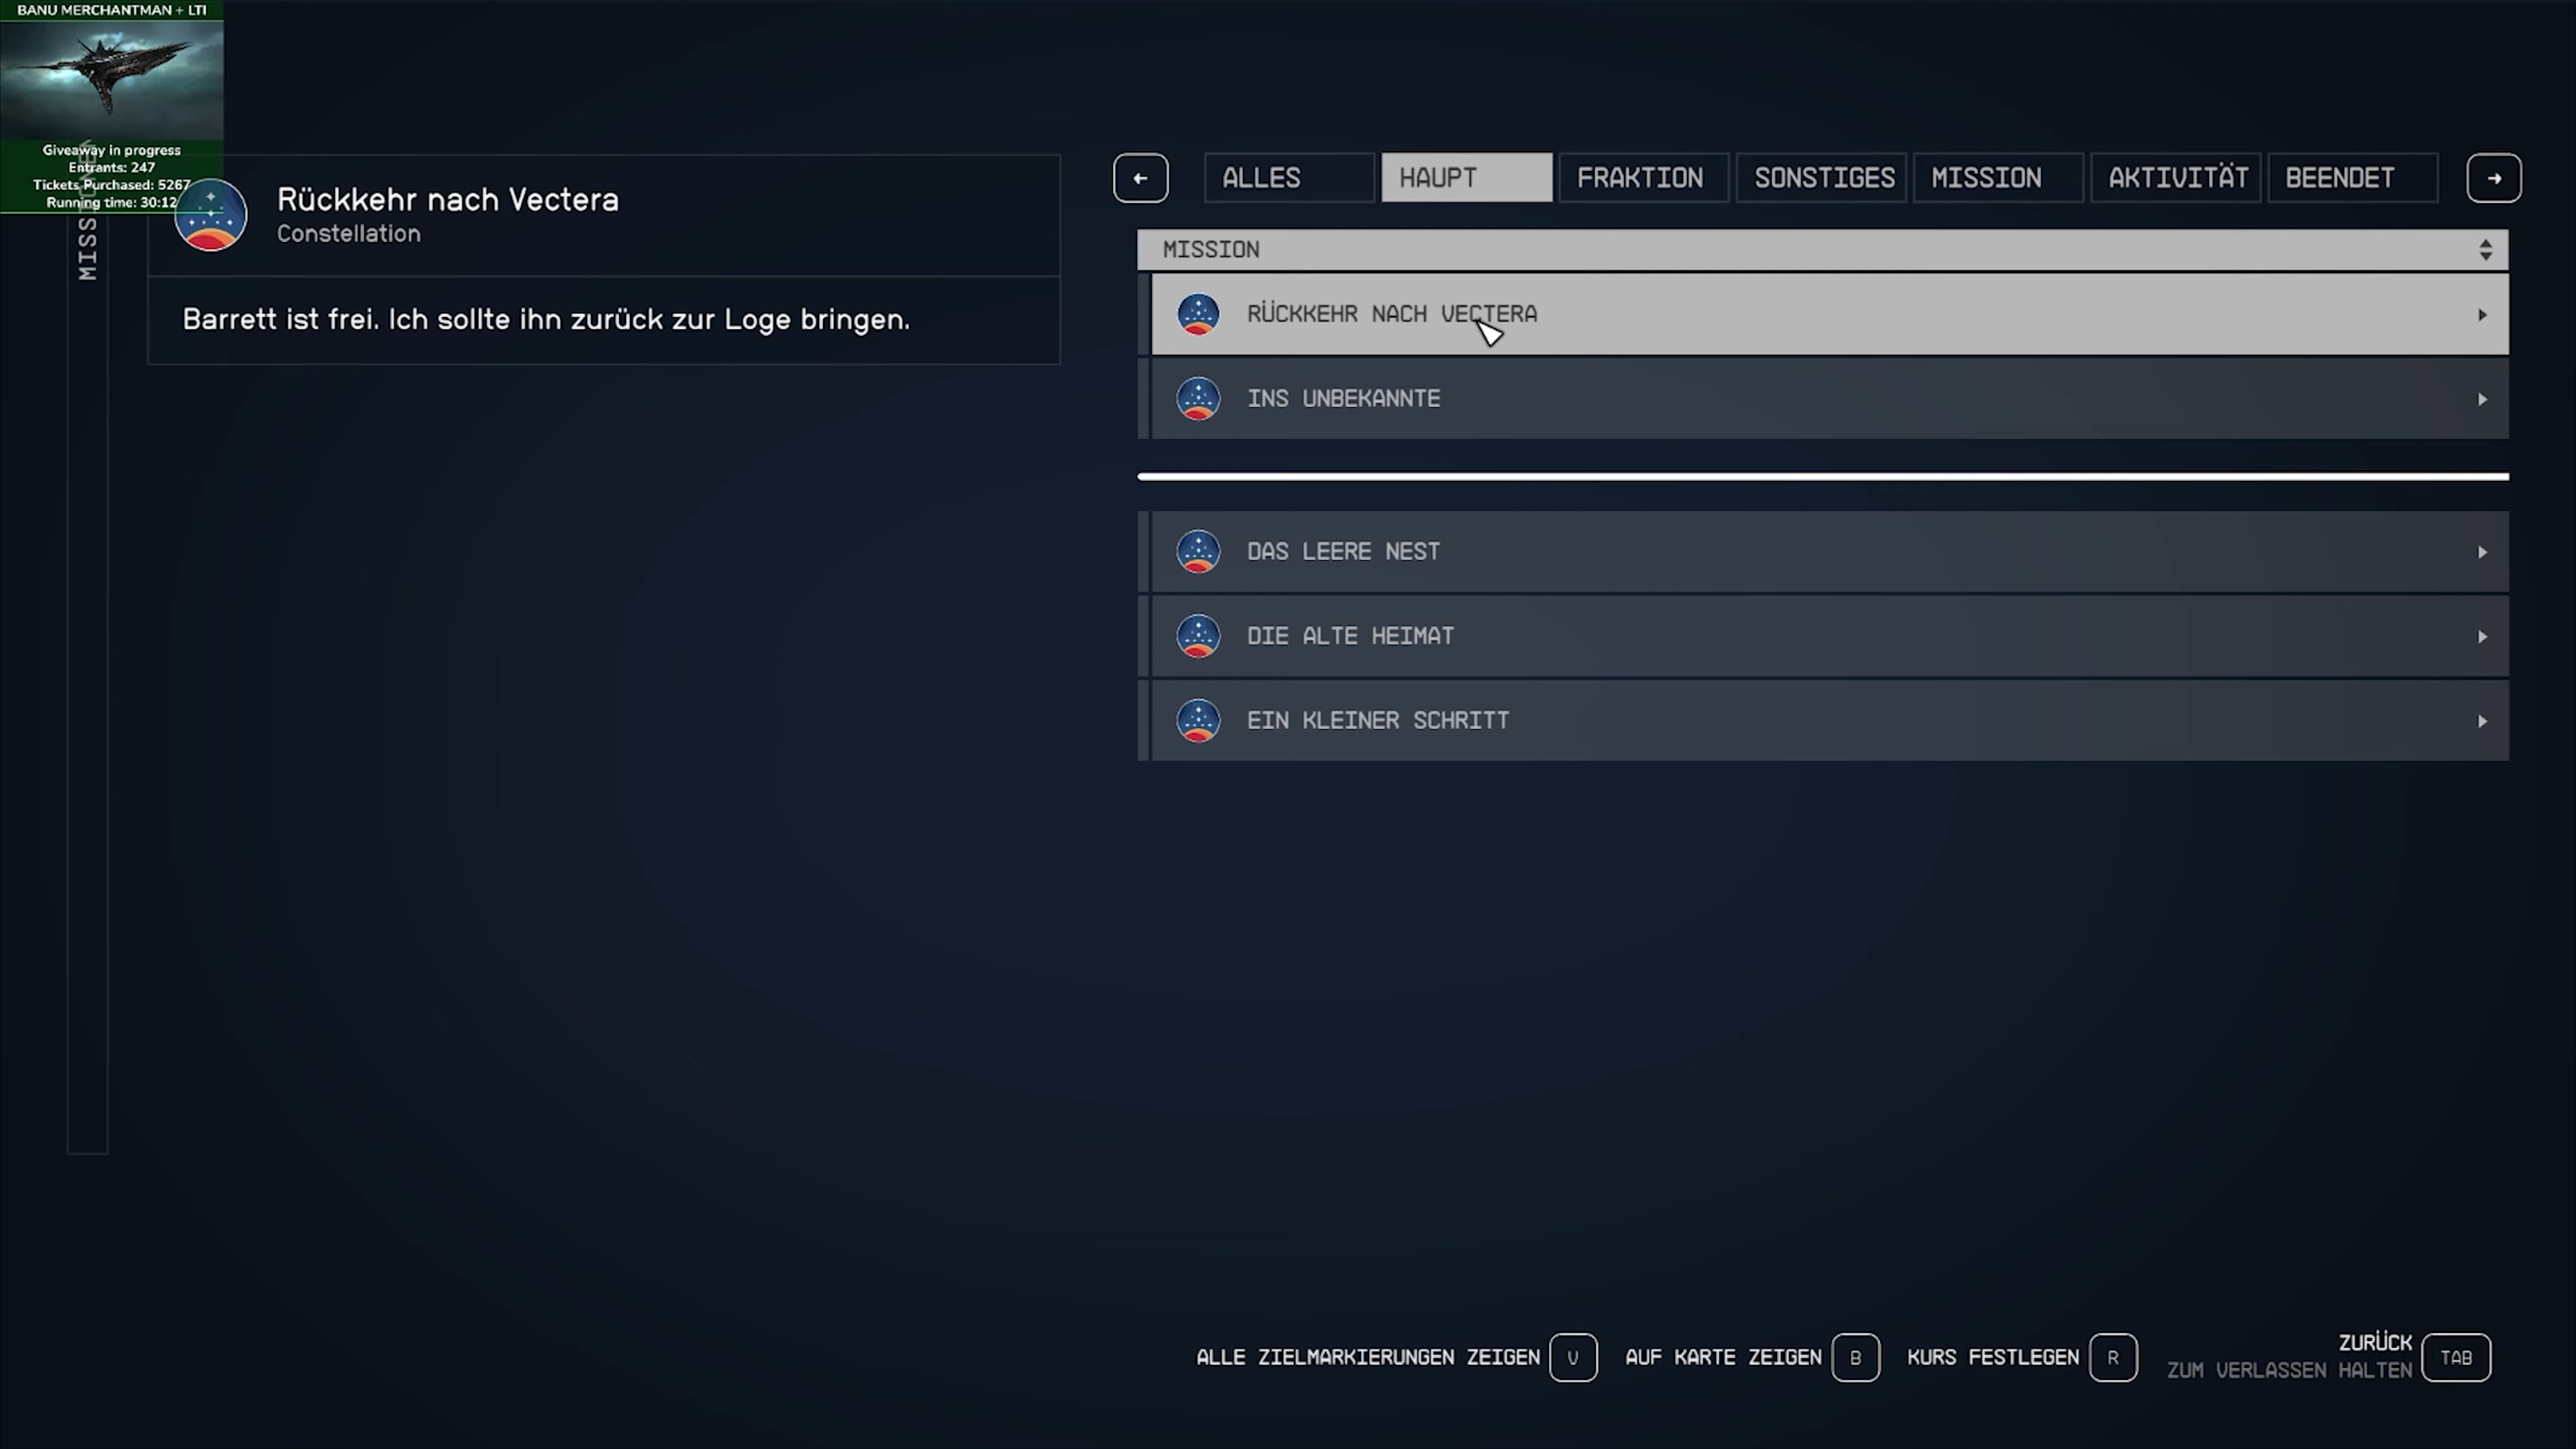 BANU MERCHANTMAN + LTI
Giveaway in progress
Entrants: 247
Tickets Purchased: 5267
Running time: 30:12
MISSIONEN
Rückkehr nach Vectera
Constellation
Barrett ist frei. Ich sollte ihn zurück zur Loge bringen.
ALLES HAUPT FRAKTION SONSTIGES MISSION AKTIVITÄT BEENDET
MISSION
RÜCKKEHR NACH VECTERA
INS UNBEKANNTE
DAS LEERE NEST
DIE ALTE HEIMAT
EIN KLEINER SCHRITT
ALLE ZIELMARKIERUNGEN ZEIGEN V AUF KARTE ZEIGEN B KURS FESTLEGEN R ZURÜCK TAB
ZUM VERLASSEN HALTEN